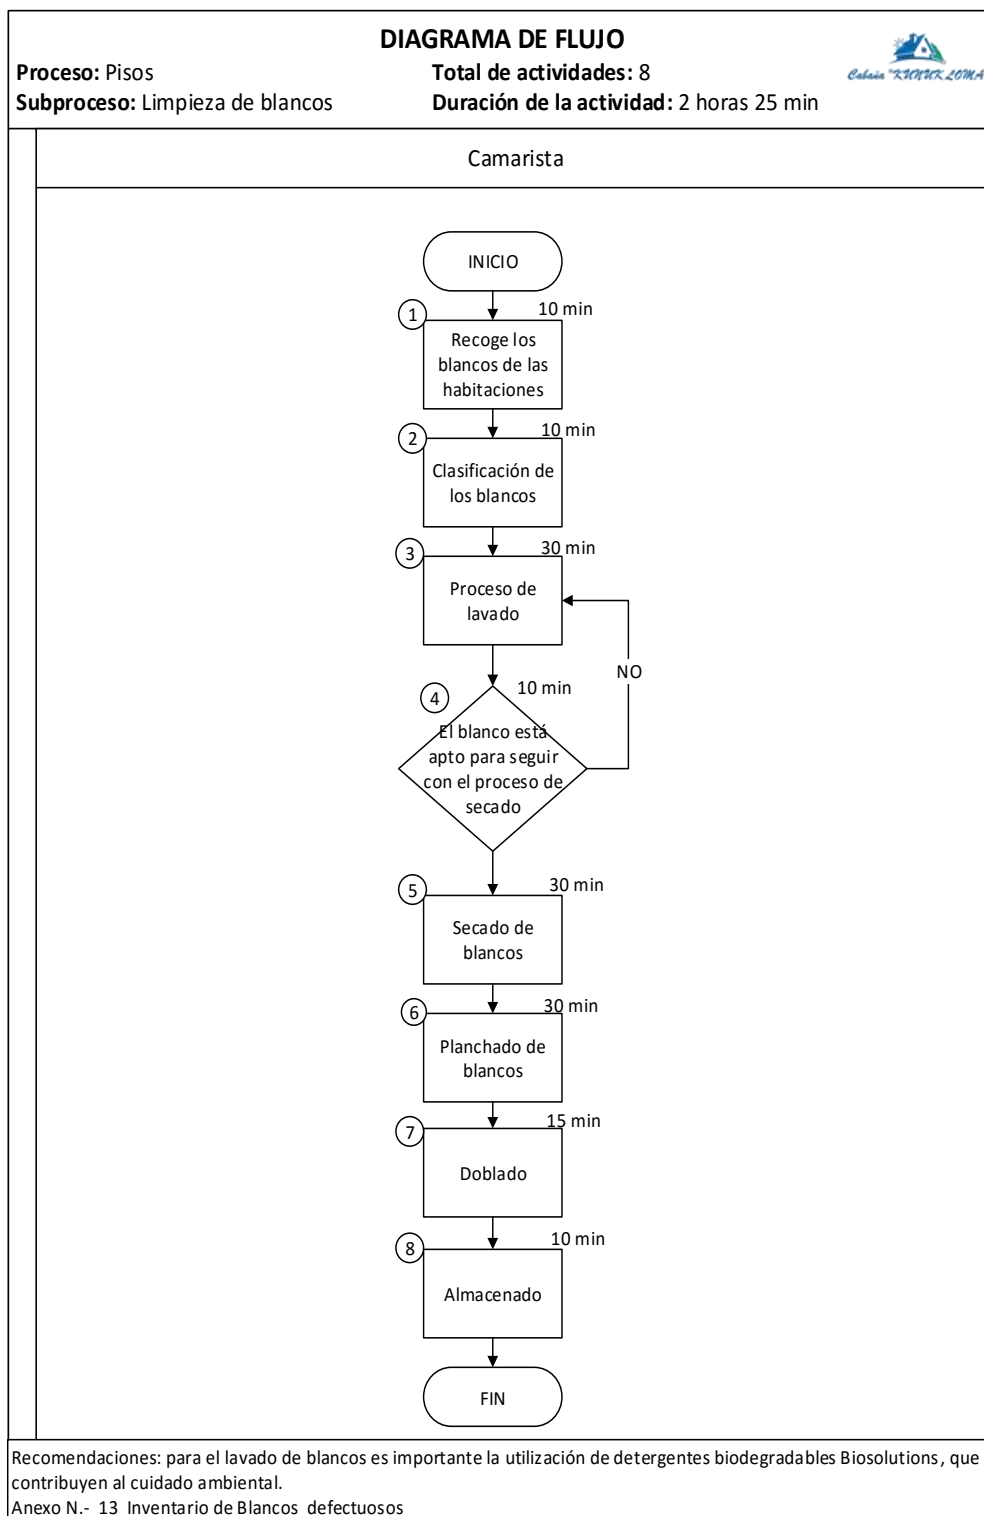 DIAGRAMA DE FLUJO
Proceso: Pisos
Total de actividades: 8
Subproceso: Limpieza de blancos
Duración de la actividad: 2 horas 25 min
Cabaña "KUNUK LOMA
Camarista
INICIO
1
10 min
Recoge los
blancos de las
habitaciones
2
10 min
Clasificación de
los blancos
3
30 min
Proceso de
lavado
NO
4
10 min
El blanco está
apto para seguir
con el proceso de
secado
5
30 min
Secado de
blancos
6
30 min
Planchado de
blancos
7
15 min
Doblado
8
10 min
Almacenado
FIN
Recomendaciones: para el lavado de blancos es importante la utilización de detergentes biodegradables Biosolutions, que
contribuyen al cuidado ambiental.
Anexo N.- 13 Inventario de Blancos defectuosos